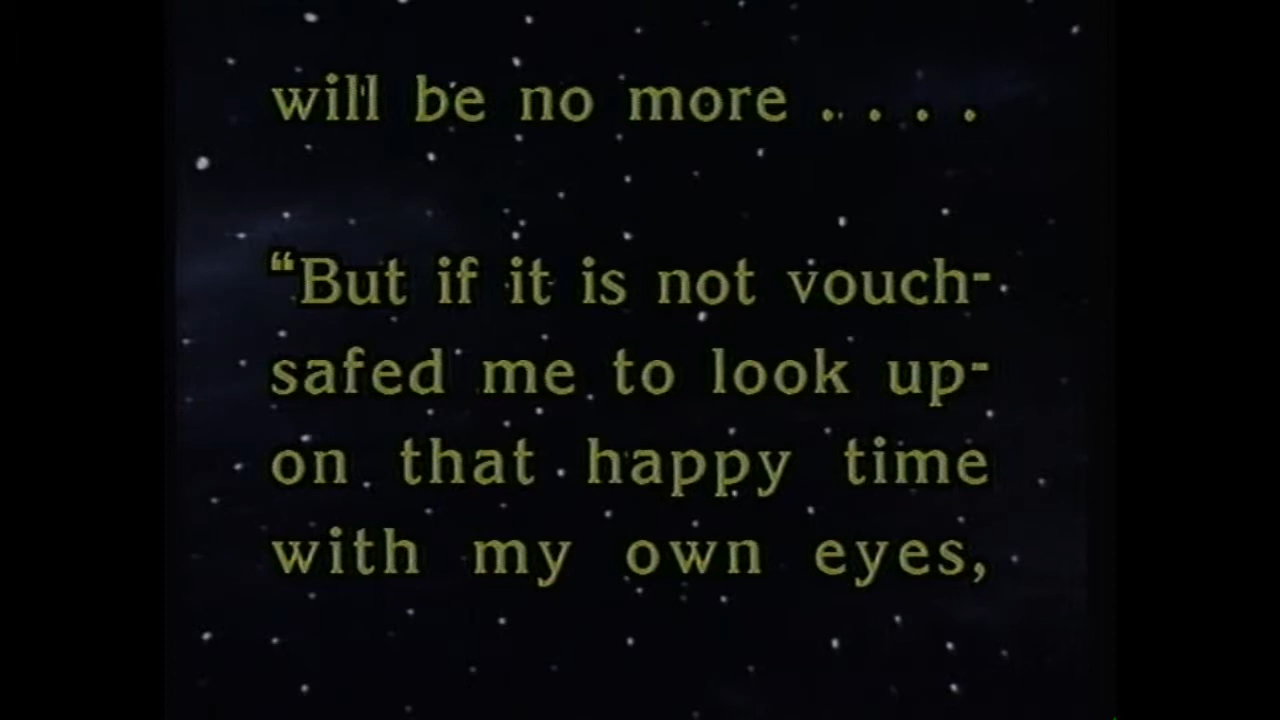 will be no more . . . .
“But if it is not vouch-
safed me to look up-
on that happy time
with my own eyes,